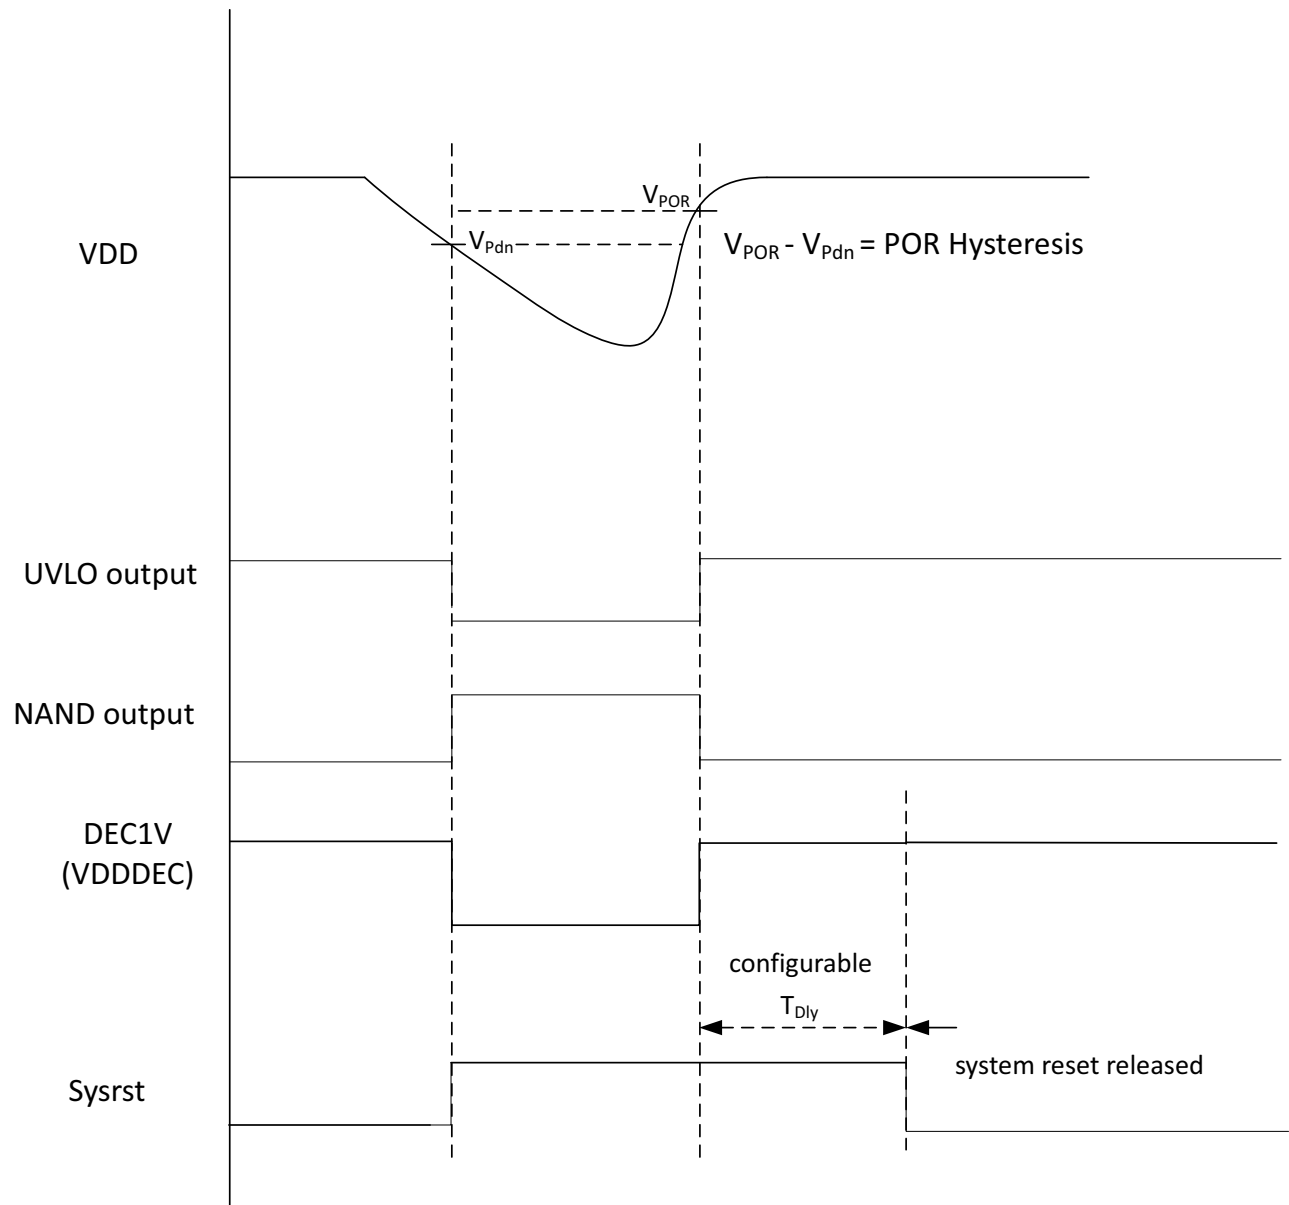 V_POR
VDD
V_Pdn
V_POR - V_Pdn = POR Hysteresis
UVLO output
NAND output
DEC1V
(VDDDEC)
configurable
T_Dly
system reset released
Sysrst